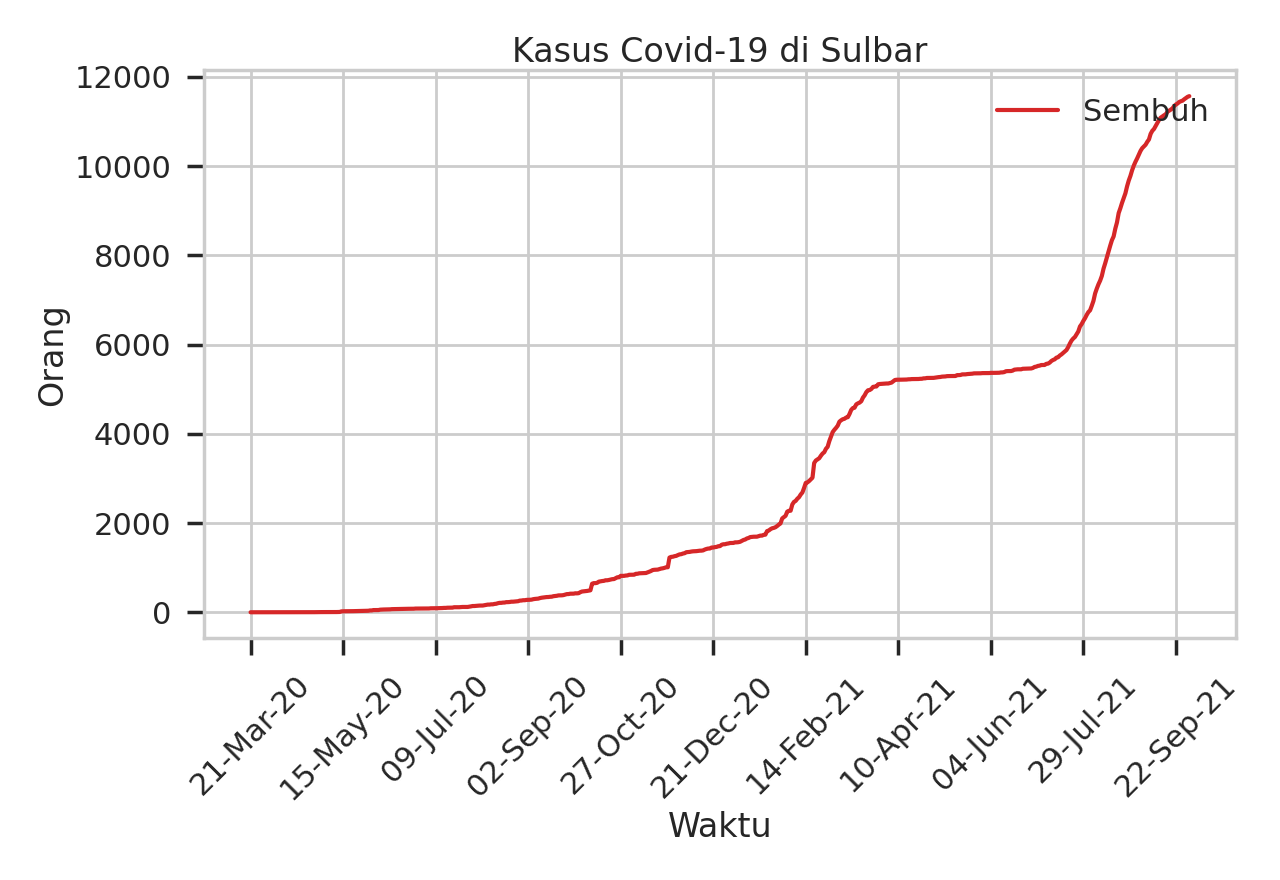 Kasus Covid-19 di Sulbar
12000
10000
8000
6000
4000
2000
0
Orang
Sembuh
21-Mar-20
15-May-20
09-Jul-20
02-Sep-20
27-Oct-20
21-Dec-20
14-Feb-21
10-Apr-21
04-Jun-21
29-Jul-21
22-Sep-21
Waktu